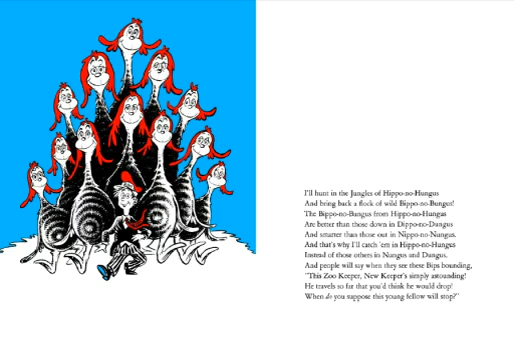 I'll hunt in the Jungles of Hippo-no-Hungus
And bring back a flock of wild Bippo-no-Bungus!
The Bippo-no-Bungus from Hippo-no-Hungus
Are better than those down in Dippo-no-Dungus
And smarter than those out in Nippo-no-Nungus.
And that's why I'll catch 'em in Hippo-no-Hungus
Instead of those others in Nungus and Dungus.
And people will say when they see these Bips bounding,
"This Zoo Keeper, New Keeper's simply astounding!
He travels so far that you'd think he would drop!
When do you suppose this young fellow will stop?"